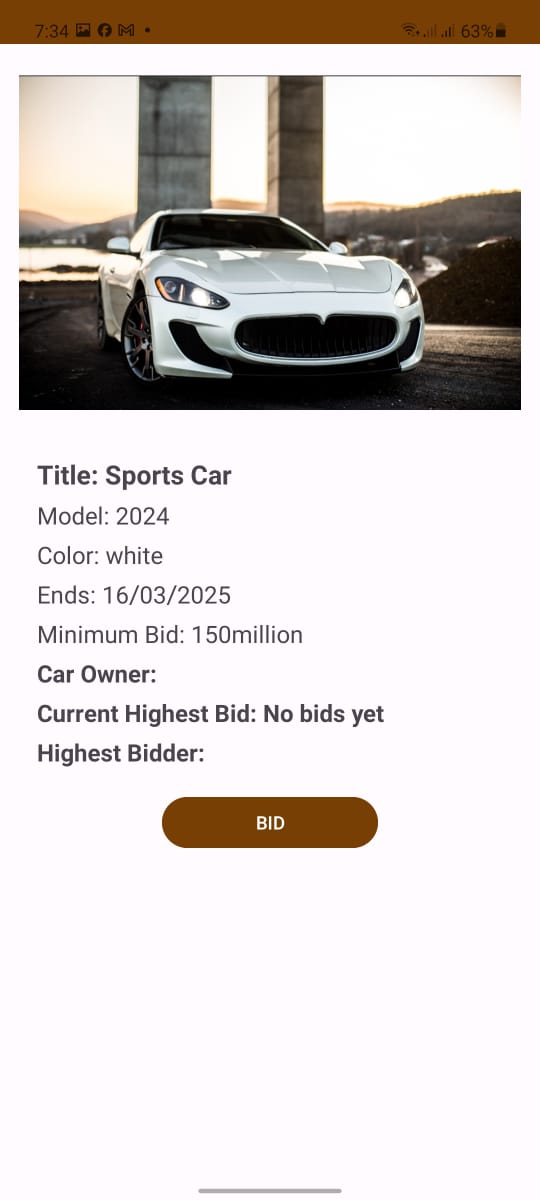 7:34 63%
Title: Sports Car
Model: 2024
Color: white
Ends: 16/03/2025
Minimum Bid: 150million
Car Owner:
Current Highest Bid: No bids yet
Highest Bidder:
BID